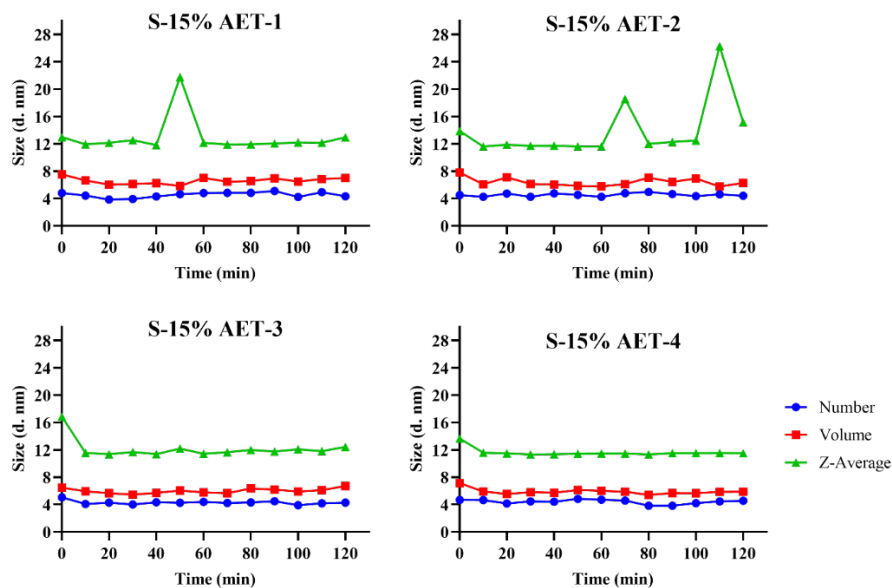 S-15% AET-1
Size (d. nm)
28
24
20
16
12
8
4
0
0 20 40 60 80 100 120
Time (min)
S-15% AET-2
Size (d. nm)
28
24
20
16
12
8
4
0
0 20 40 60 80 100 120
Time (min)
S-15% AET-3
Size (d. nm)
28
24
20
16
12
8
4
0
0 20 40 60 80 100 120
Time (min)
S-15% AET-4
Size (d. nm)
28
24
20
16
12
8
4
0
0 20 40 60 80 100 120
Time (min)
Number
Volume
Z-Average